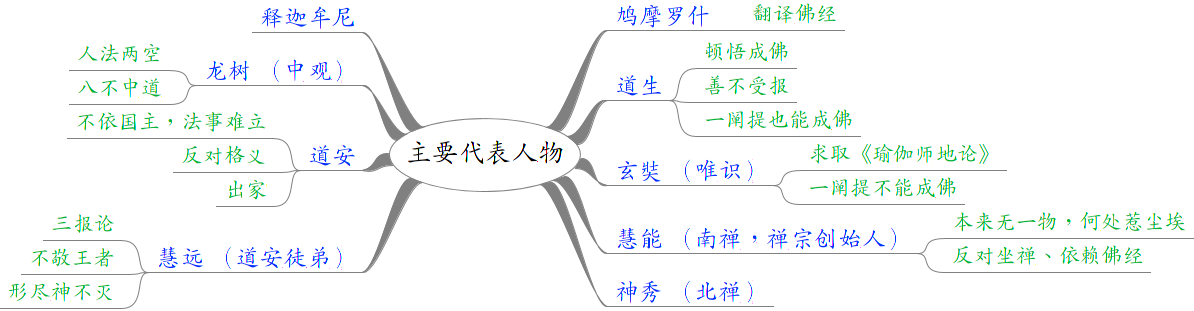 主要代表人物
释迦牟尼
龙树 （中观）
人法两空
八不中道
道安
不依国主，法事难立
反对格义
出家
慧远 （道安徒弟）
三报论
不敬王者
形尽神不灭
鸠摩罗什
翻译佛经
道生
顿悟成佛
善不受报
一阐提也能成佛
玄奘 （唯识）
求取《瑜伽师地论》
一阐提不能成佛
慧能 （南禅，禅宗创始人）
本来无一物，何处惹尘埃
反对坐禅、依赖佛经
神秀 （北禅）